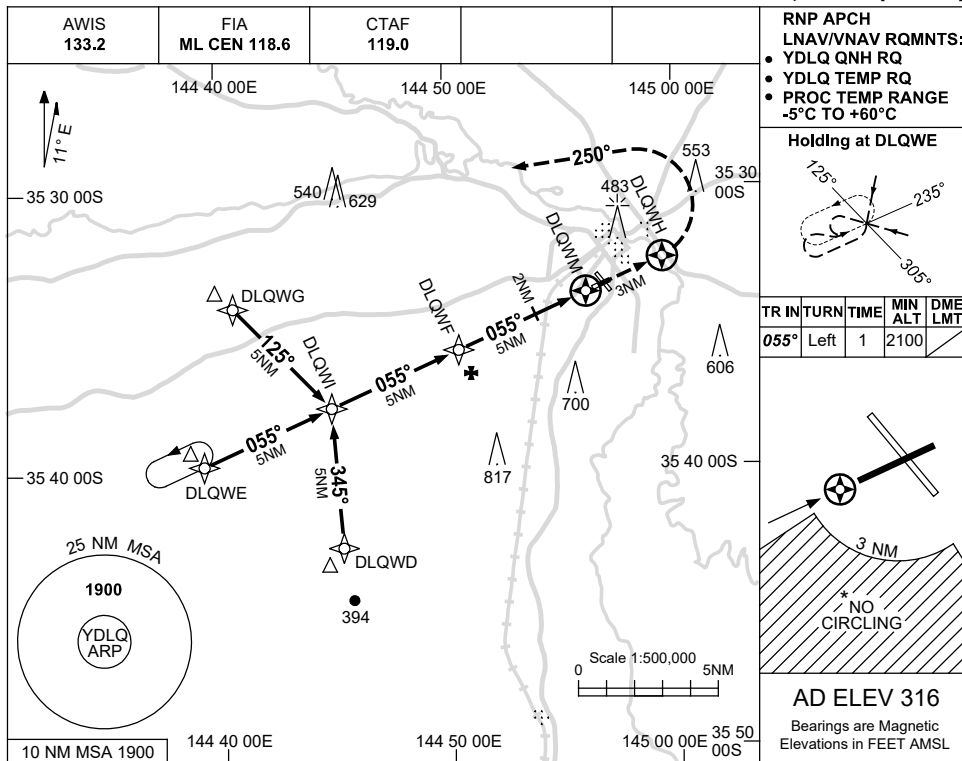 AWIS
133.2
FIA
ML CEN 118.6
CTAF
119.0
RNP APCH
LNAV/VNAV RQMNTS:
• YDLQ QNH RQ
• YDLQ TEMP RQ
• PROC TEMP RANGE
-5°C TO +60°C
144 40 00E
144 50 00E
145 00 00E
11° E
Holding at DLQWE
125°
235°
305°
250°
553
35 30
00S
35 30 00S
540
629
483
DLQWH
DLQWM
3NM
2NM
DLQWG
DLQWF
055°
5NM
125°
5NM
DLQWI
055°
5NM
TR IN
TURN
TIME
MIN
ALT
DME
LMT
055°
Left
1
2100
606
700
055°
5NM
345°
5NM
35 40 00S
35 40 00S
817
DLQWE
DLQWD
394
25 NM MSA
1900
YDLQ
ARP
3 NM
*
NO
CIRCLING
Scale 1:500,000
0
5NM
AD ELEV 316
Bearings are Magnetic
Elevations in FEET AMSL
10 NM MSA 1900
144 40 00E
144 50 00E
145 00 00E
35 50
00S